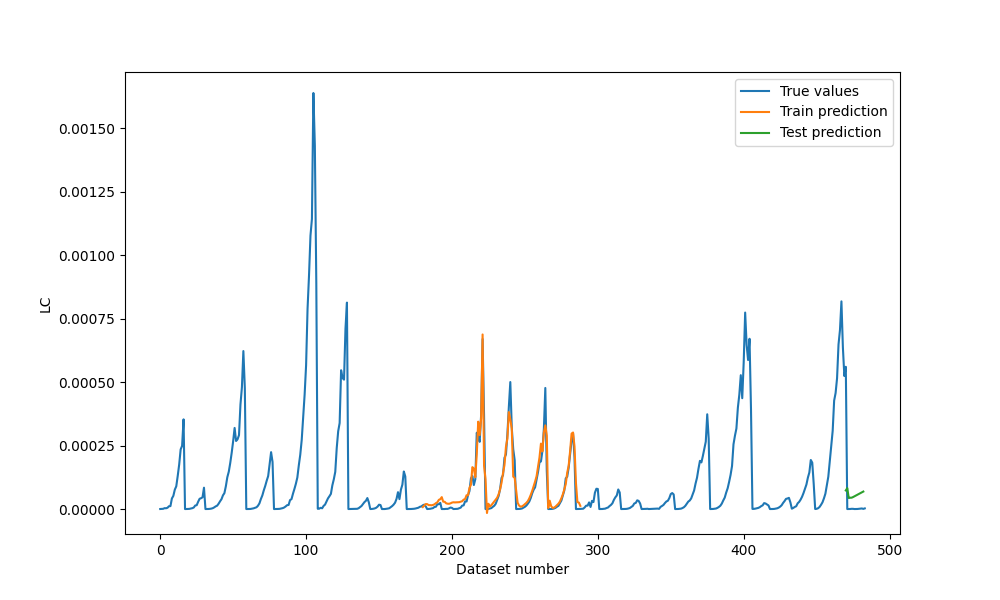 True values
Train prediction
Test prediction
0.00150
0.00125
0.00100
0.00075
0.00050
0.00025
0.00000
LC
0 100 200 300 400 500
Dataset number